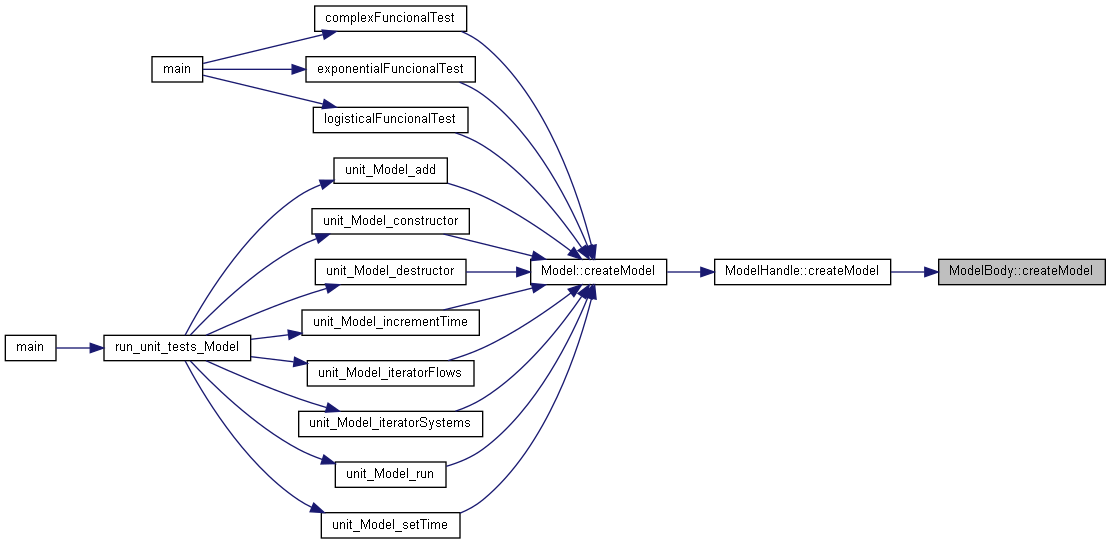 complexFuncionalTest
main
exponentialFuncionalTest
logisticalFuncionalTest
unit_Model_add
unit_Model_constructor
unit_Model_destructor
Model::createModel
ModelHandle::createModel
ModelBody::createModel
unit_Model_incrementTime
main
run_unit_tests_Model
unit_Model_iteratorFlows
unit_Model_iteratorSystems
unit_Model_run
unit_Model_setTime